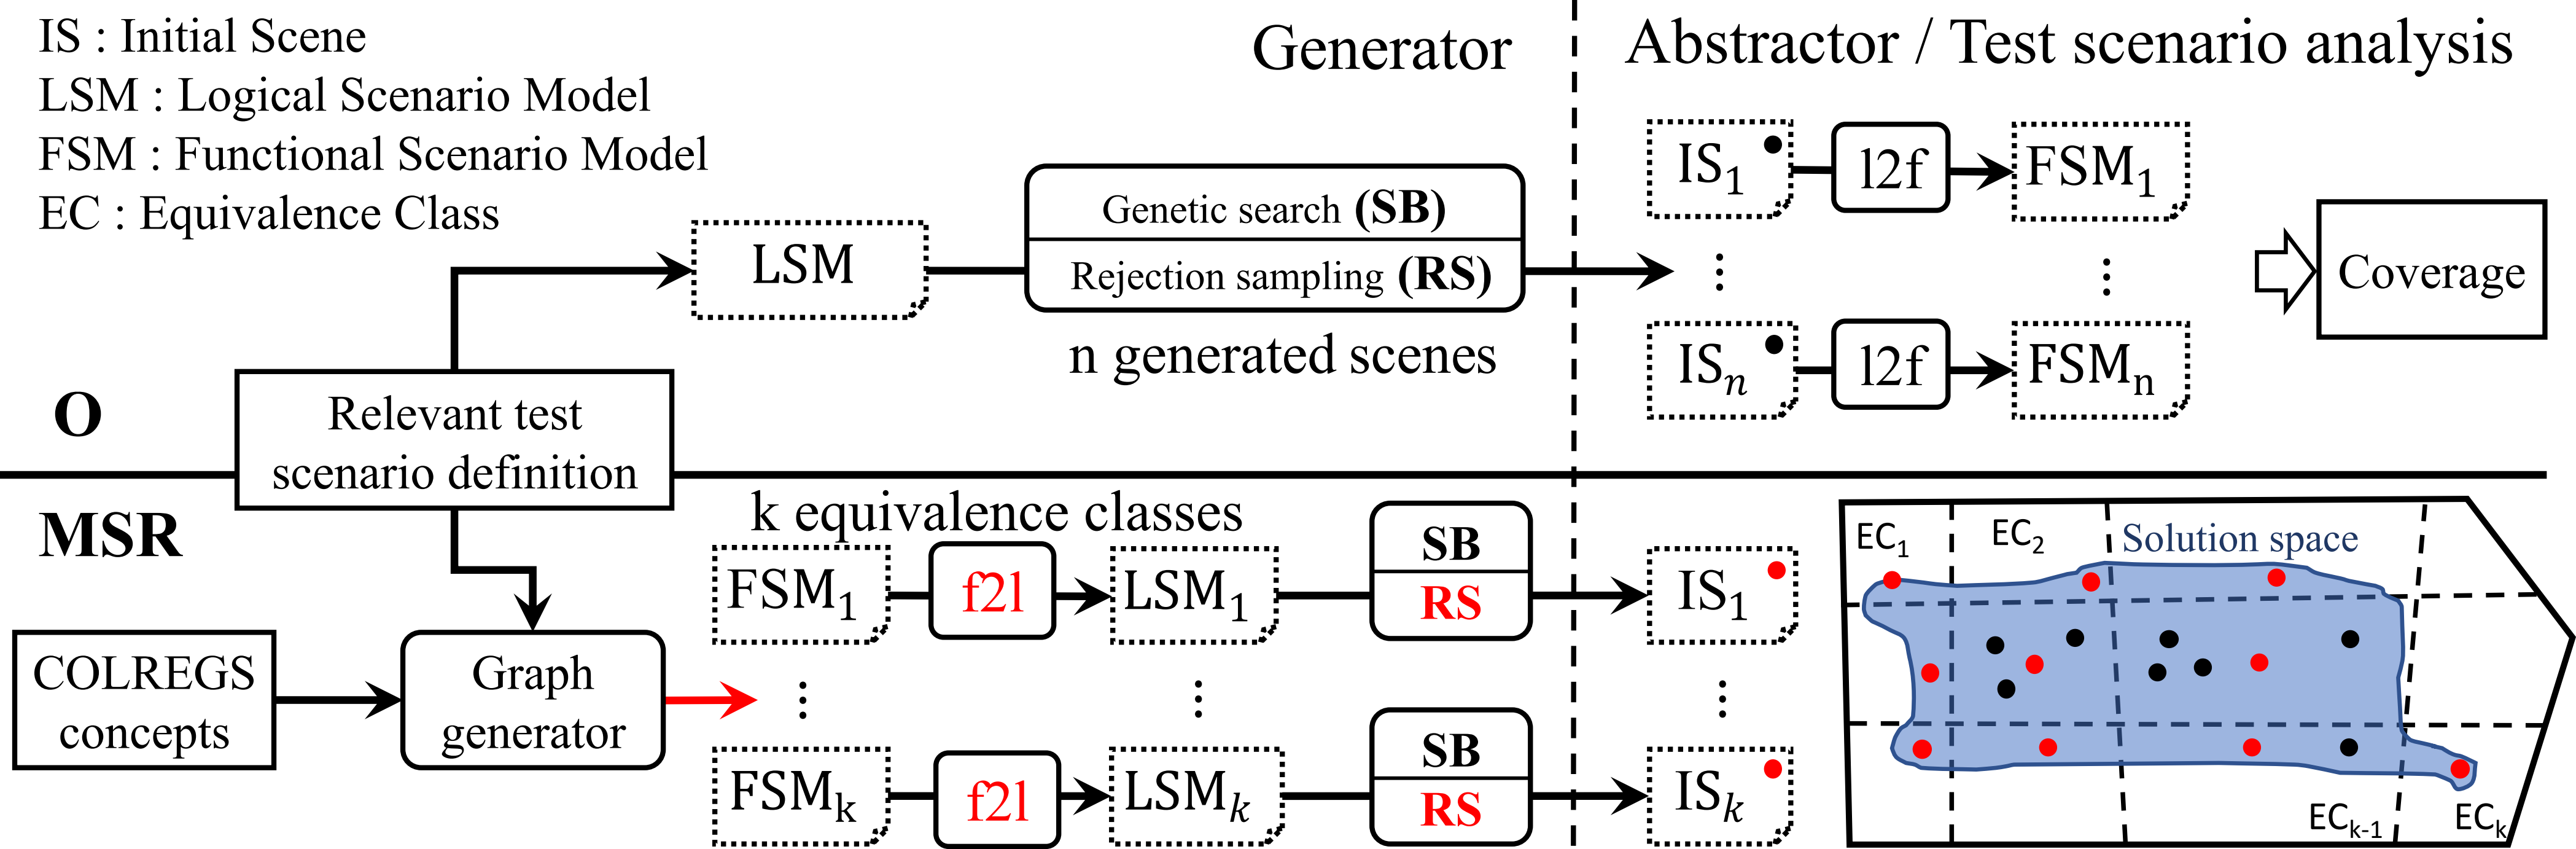 IS : Initial Scene
LSM : Logical Scenario Model
FSM : Functional Scenario Model
EC : Equivalence Class
Generator
Abstractor / Test scenario analysis
LSM
Genetic search (SB)
Rejection sampling (RS)
n generated scenes
IS₁
l2f
FSM₁
⋮
⋮
ISₙ
l2f
FSMₙ
Coverage
O
Relevant test
scenario definition
MSR
COLREGS
concepts
Graph
generator
k equivalence classes
FSM₁
f2l
LSM₁
SB
RS
IS₁
⋮
⋮
⋮
FSMₖ
f2l
LSMₖ
SB
RS
ISₖ
EC₁
EC₂
Solution space
ECₖ₋₁
ECₖ